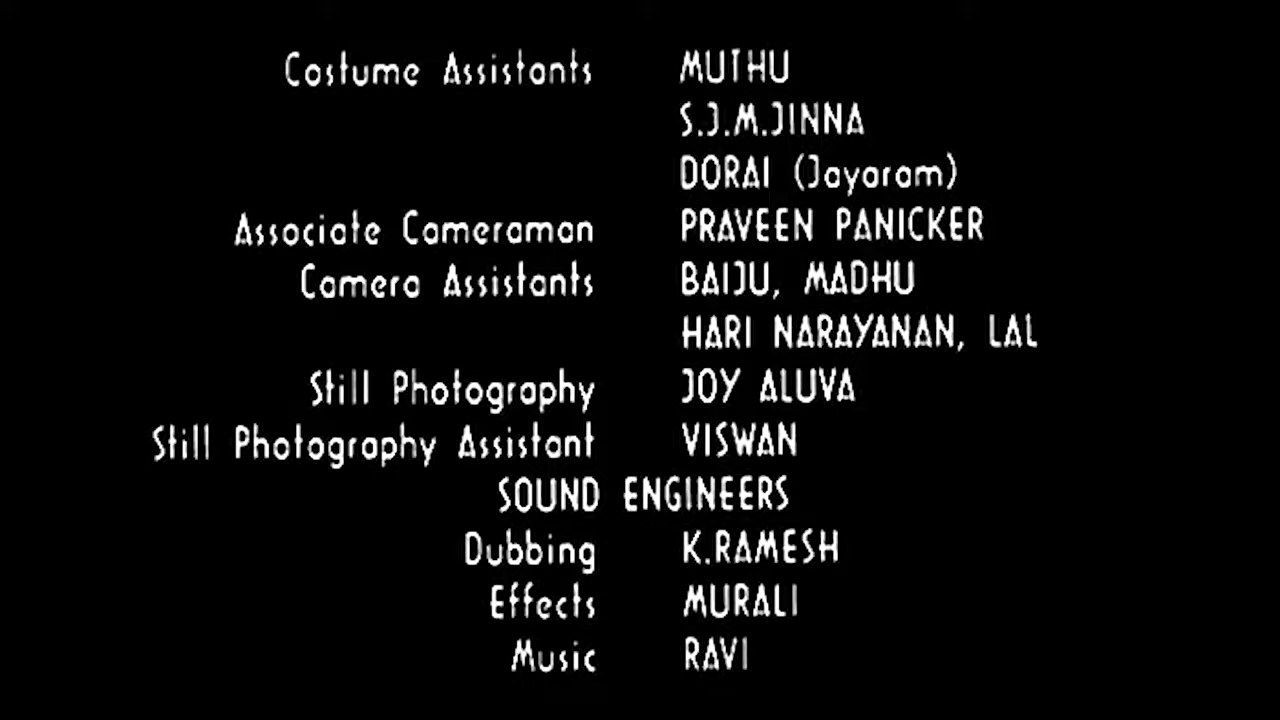 Costume Assistants MUTHU
S.J.M.JINNA
DORAI (Jayaram)
Associate Cameraman PRAVEEN PANICKER
Camera Assistants BAIJU, MADHU
HARI NARAYANAN, LAL
Still Photography JOY ALUVA
Still Photography Assistant VISWAN
SOUND ENGINEERS
Dubbing K.RAMESH
Effects MURALI
Music RAVI